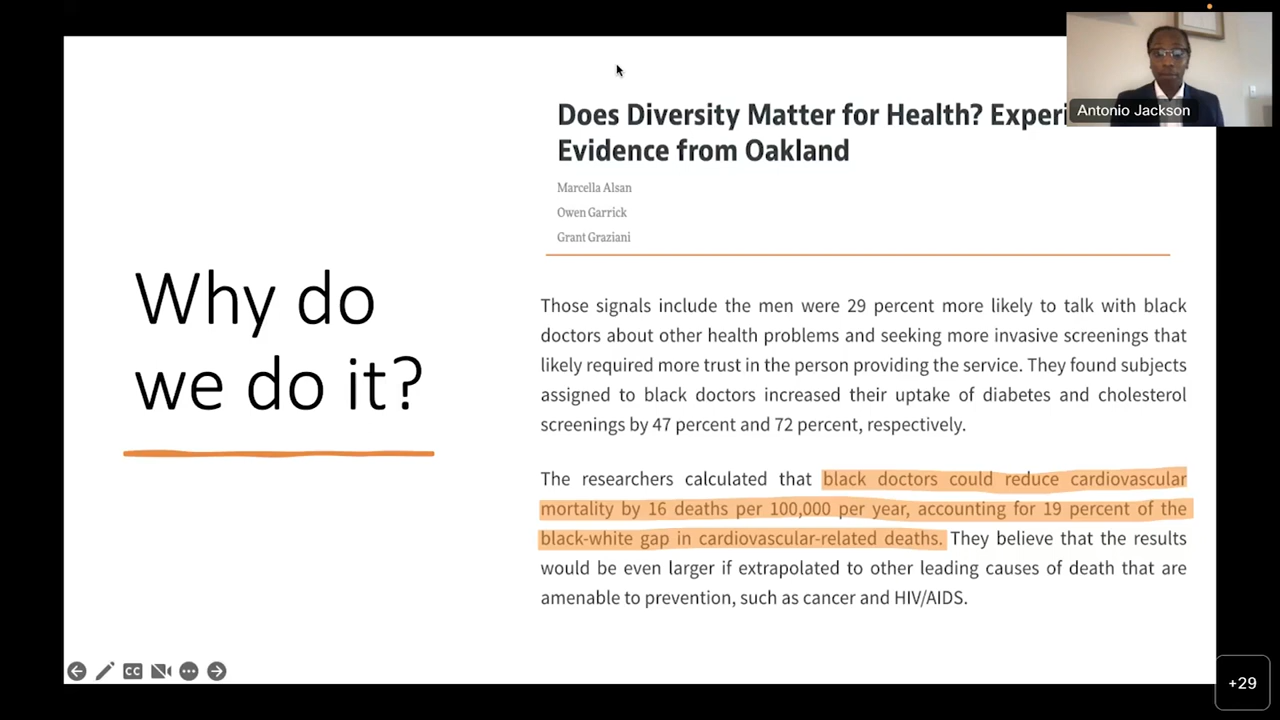 Does Diversity Matter for Health? Experi
Evidence from Oakland
Marcella Alsan
Owen Garrick
Grant Graziani
Antonio Jackson
Why do
we do it?
Those signals include the men were 29 percent more likely to talk with black
doctors about other health problems and seeking more invasive screenings that
likely required more trust in the person providing the service. They found subjects
assigned to black doctors increased their uptake of diabetes and cholesterol
screenings by 47 percent and 72 percent, respectively.
The researchers calculated that black doctors could reduce cardiovascular
mortality by 16 deaths per 100,000 per year, accounting for 19 percent of the
black-white gap in cardiovascular-related deaths. They believe that the results
would be even larger if extrapolated to other leading causes of death that are
amenable to prevention, such as cancer and HIV/AIDS.
CC
+29